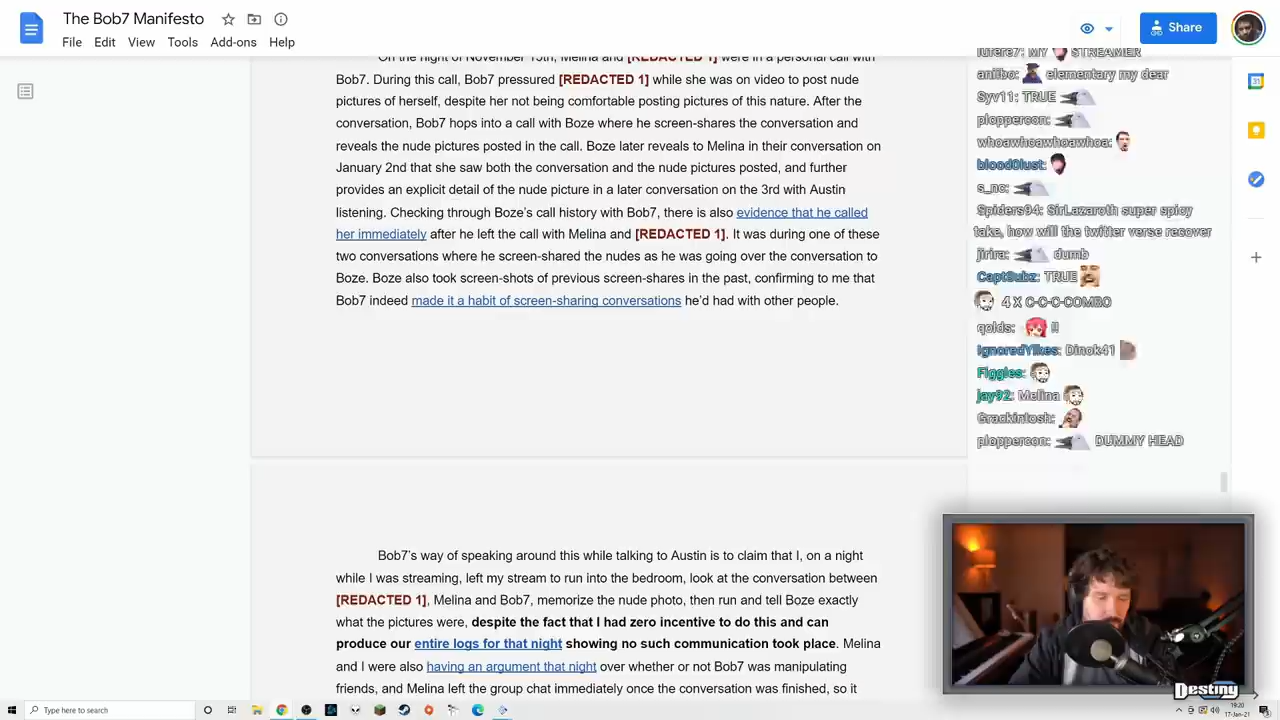 The Bob7 Manifesto
File Edit View Tools Add-ons Help
Share
On the night of November 15th, Melina and [REDACTED 1] were in a personal call with
Bob7. During this call, Bob7 pressured [REDACTED 1] while she was on video to post nude
pictures of herself, despite her not being comfortable posting pictures of this nature. After the
conversation, Bob7 hops into a call with Boze where he screen-shares the conversation and
reveals the nude pictures posted in the call. Boze later reveals to Melina in their conversation on
January 2nd that she saw both the conversation and the nude pictures posted, and further
provides an explicit detail of the nude picture in a later conversation on the 3rd with Austin
listening. Checking through Boze's call history with Bob7, there is also evidence that he called
her immediately after he left the call with Melina and [REDACTED 1]. It was during one of these
two conversations where he screen-shared the nudes as he was going over the conversation to
Boze. Boze also took screen-shots of previous screen-shares in the past, confirming to me that
Bob7 indeed made it a habit of screen-sharing conversations he'd had with other people.
Bob7's way of speaking around this while talking to Austin is to claim that I, on a night
while I was streaming, left my stream to run into the bedroom, look at the conversation between
[REDACTED 1], Melina and Bob7, memorize the nude photo, then run and tell Boze exactly
what the pictures were, despite the fact that I had zero incentive to do this and can
produce our entire logs for that night showing no such communication took place. Melina
and I were also having an argument that night over whether or not Bob7 was manipulating
friends, and Melina left the group chat immediately once the conversation was finished, so it
MY STREAMER
aniibo: elementary my dear
Syv11: TRUE
ploppercon:
whoawhoawhoawhoa:
blood0lust:
s_nc:
Spiders94: SirLazaroth super spicy
take, how will the twitter verse recover
jirira: dumb
CaptSubz: TRUE
4 X C-C-C-COMBO
qolds: !!
IgnoredYikes: Dinok41
Figgles:
jay92: Melina
Grackintosh:
ploppercon: DUMMY HEAD
31
Destiny
Type here to search
19:20
17-Jan-21